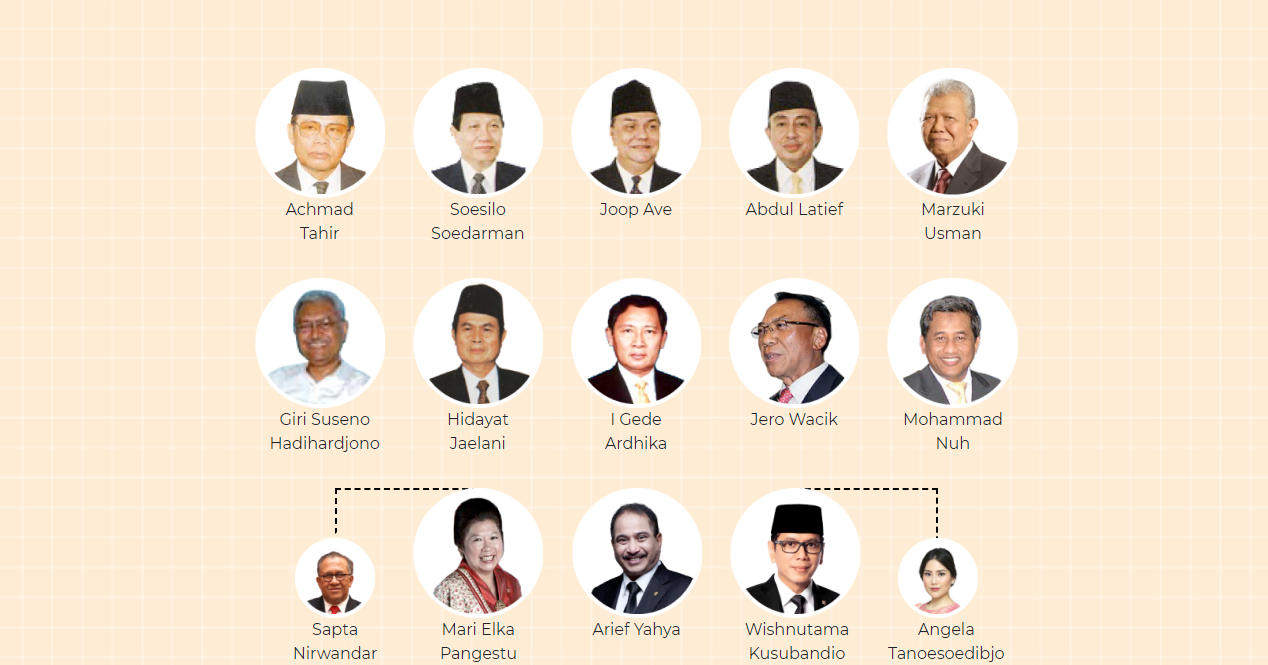 Achmad
Tahir
Soesilo
Soedarman
Joop Ave
Abdul Latief
Marzuki
Usman
Giri Suseno
Hadihardjono
Hidayat
Jaelani
I Gede
Ardhika
Jero Wacik
Mohammad
Nuh
Sapta
Nirwandar
Mari Elka
Pangestu
Arief Yahya
Wishnutama
Kusubandio
Angela
Tanoesoedibjo